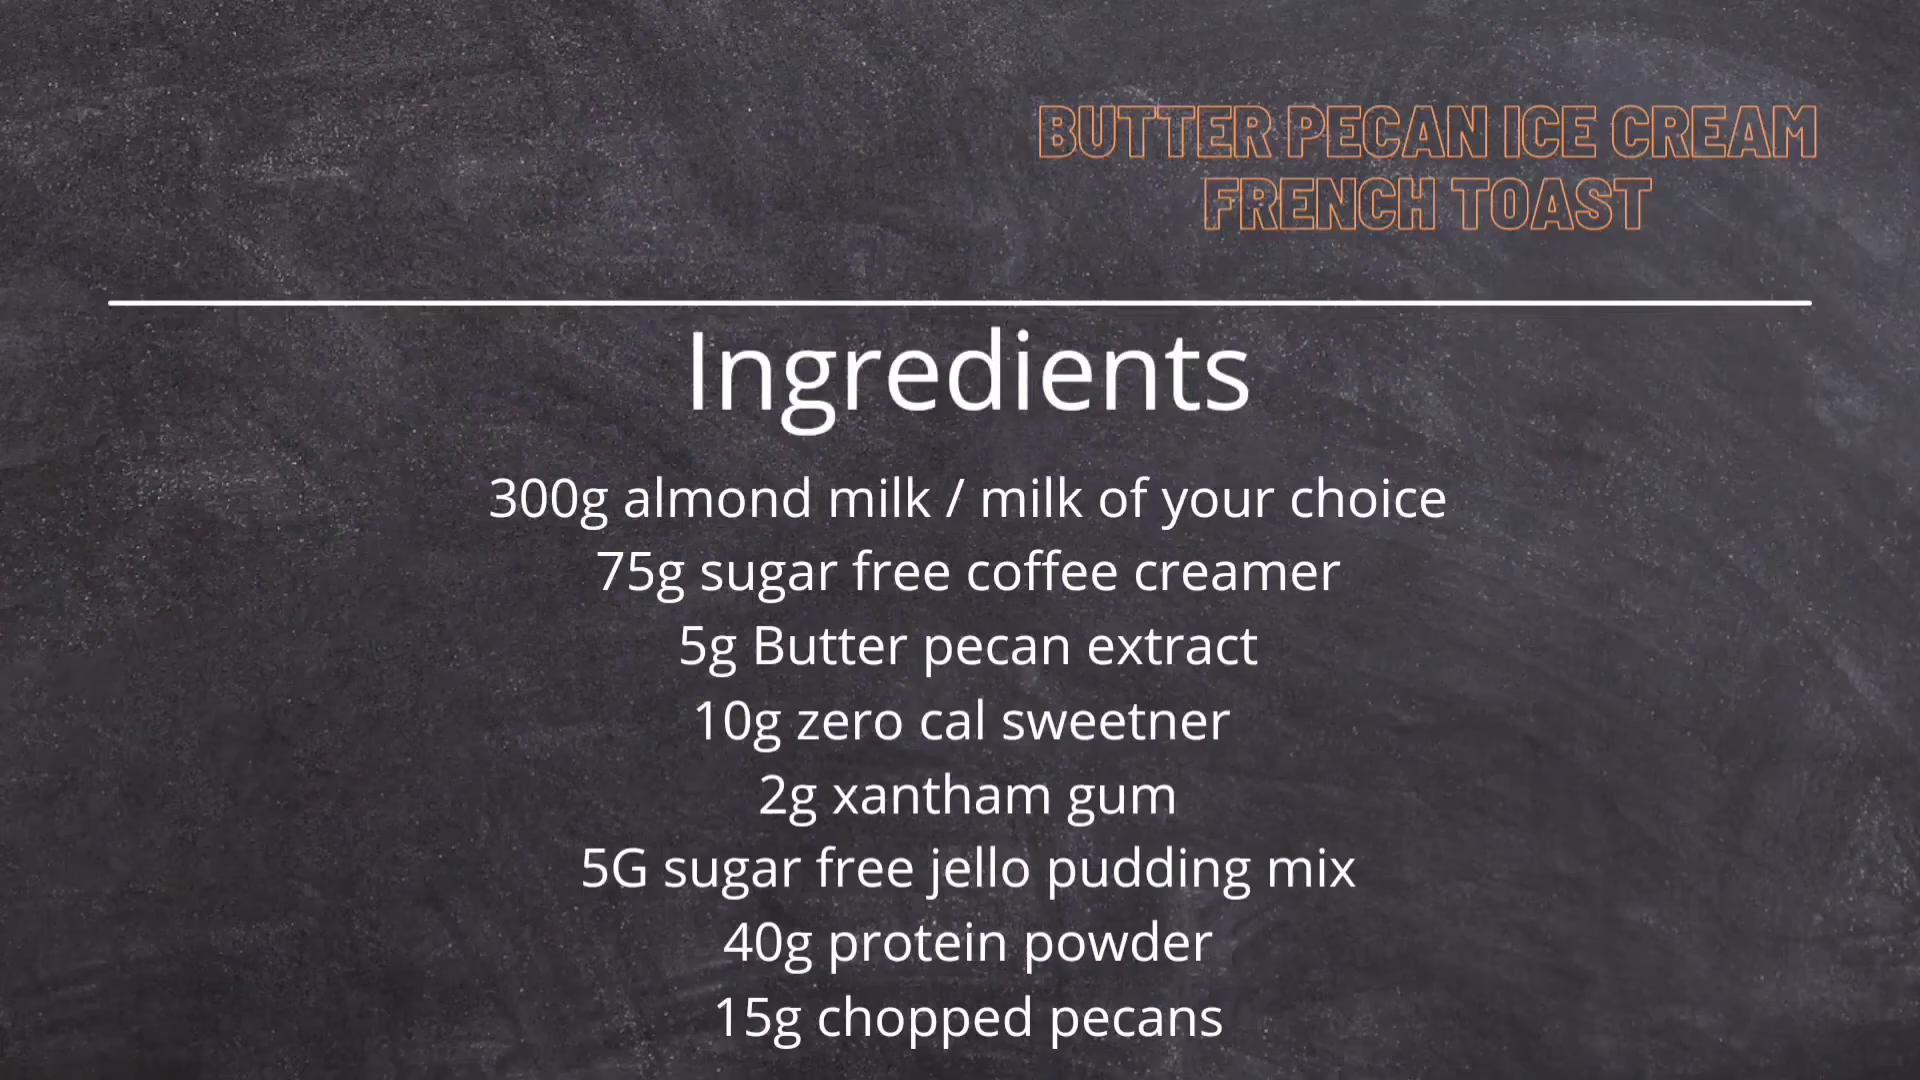 BUTTER PECAN ICE CREAM
FRENCH TOAST
Ingredients
300g almond milk / milk of your choice
75g sugar free coffee creamer
5g Butter pecan extract
10g zero cal sweetner
2g xantham gum
5G sugar free jello pudding mix
40g protein powder
15g chopped pecans